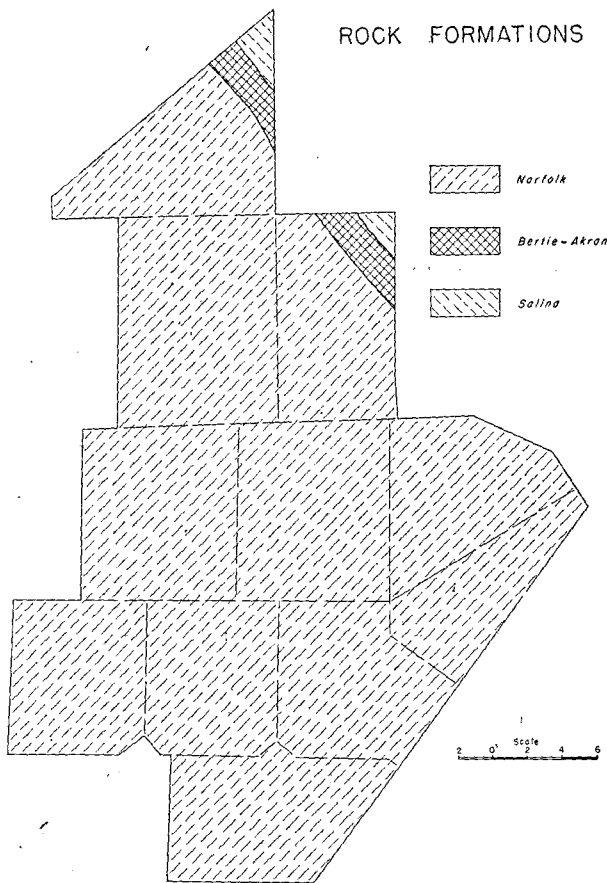 ROCK FORMATIONS
Norfolk
Bertie-Akron
Salina
Scale
2 0 2 4 6